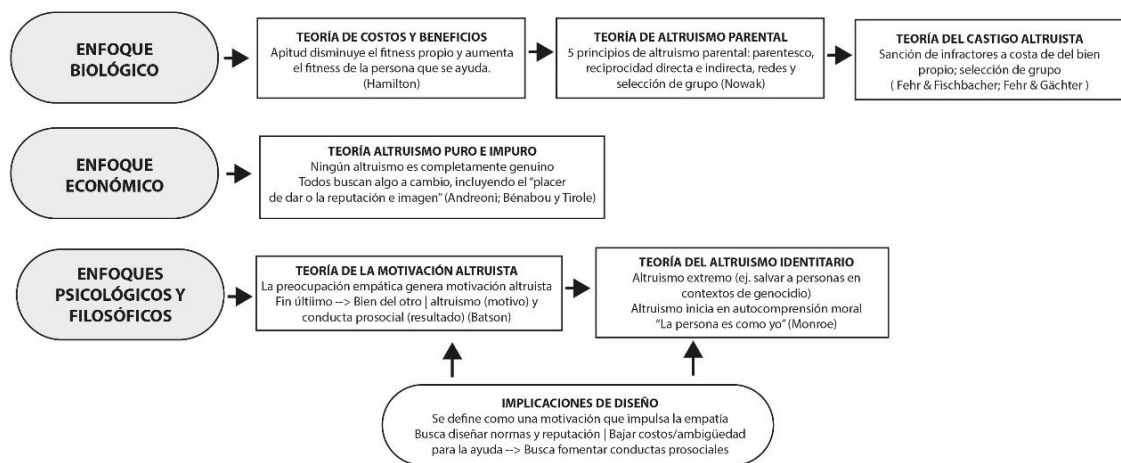 ENFOQUE
BIOLÓGICO
TEORÍA DE COSTOS Y BENEFICIOS
Apitud disminuye el fitness propio y aumenta
el fitness de la persona que se ayuda.
(Hamilton)
TEORÍA DE ALTRUISMO PARENTAL
5 principios de altruismo parental: parentesco,
reciprocidad directa e indirecta, redes y
selección de grupo (Nowak)
TEORÍA DEL CASTIGO ALTRUISTA
Sanción de infractores a costa de del bien
propio; selección de grupo
( Fehr & Fischbacher; Fehr & Gächter )
ENFOQUE
ECONÓMICO
TEORÍA ALTRUISMO PURO E IMPURO
Ningún altruismo es completamente genuino
Todos buscan algo a cambio, incluyendo el “placer
de dar o la reputación e imagen” (Andreoni; Bénabou y Tirole)
ENFOQUES
PSICOLÓGICOS Y
FILOSÓFICOS
TEORÍA DE LA MOTIVACIÓN ALTRUISTA
La preocupación empática genera motivación altruista
Fin últiimo --> Bien del otro | altruismo (motivo) y
conducta prosocial (resultado) (Batson)
TEORÍA DEL ALTRUISMO IDENTITARIO
Altruismo extremo (ej. salvar a personas en
contextos de genocidio)
Altruismo inicia en autocomprensión moral
“La persona es como yo” (Monroe)
IMPLICACIONES DE DISEÑO
Se define como una motivación que impulsa la empatía
Busca diseñar normas y reputación | Bajar costos/ambigüedad
para la ayuda --> Busca fomentar conductas prosociales